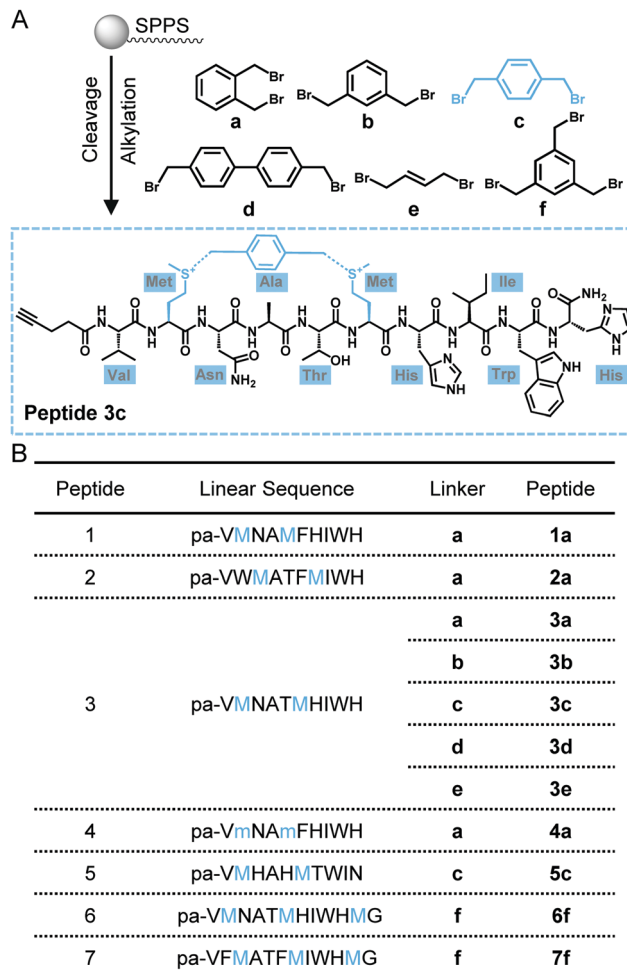 A
SPPS
Cleavage
Alkylation
Br
Br
a
Br
Br
b
Br
Br
c
Br
Br
d
Br
Br
e
Br
Br
Br
f
Met
Ala
Met
Ile
S+
S+
O
H
N
N
H
O
H
N
N
H
O
H
N
N
H
O
H
N
N
H
O
H
N
N
H
O
NH2
O
O
O
O
O
O
N
NH
Val
Asn
Thr
His
Trp
His
O
NH2
OH
N
NH
NH
Peptide 3c
B
Peptide Linear Sequence Linker Peptide
1 pa-VMNAMFHIWH a 1a
2 pa-VWMATFMIWH a 2a
a 3a
b 3b
3 pa-VMNATMHIWH c 3c
d 3d
e 3e
4 pa-VmNAmFHIWH a 4a
5 pa-VMHAHMTWIN c 5c
6 pa-VMNATMHIWHMG f 6f
7 pa-VFMATFMIWHMG f 7f